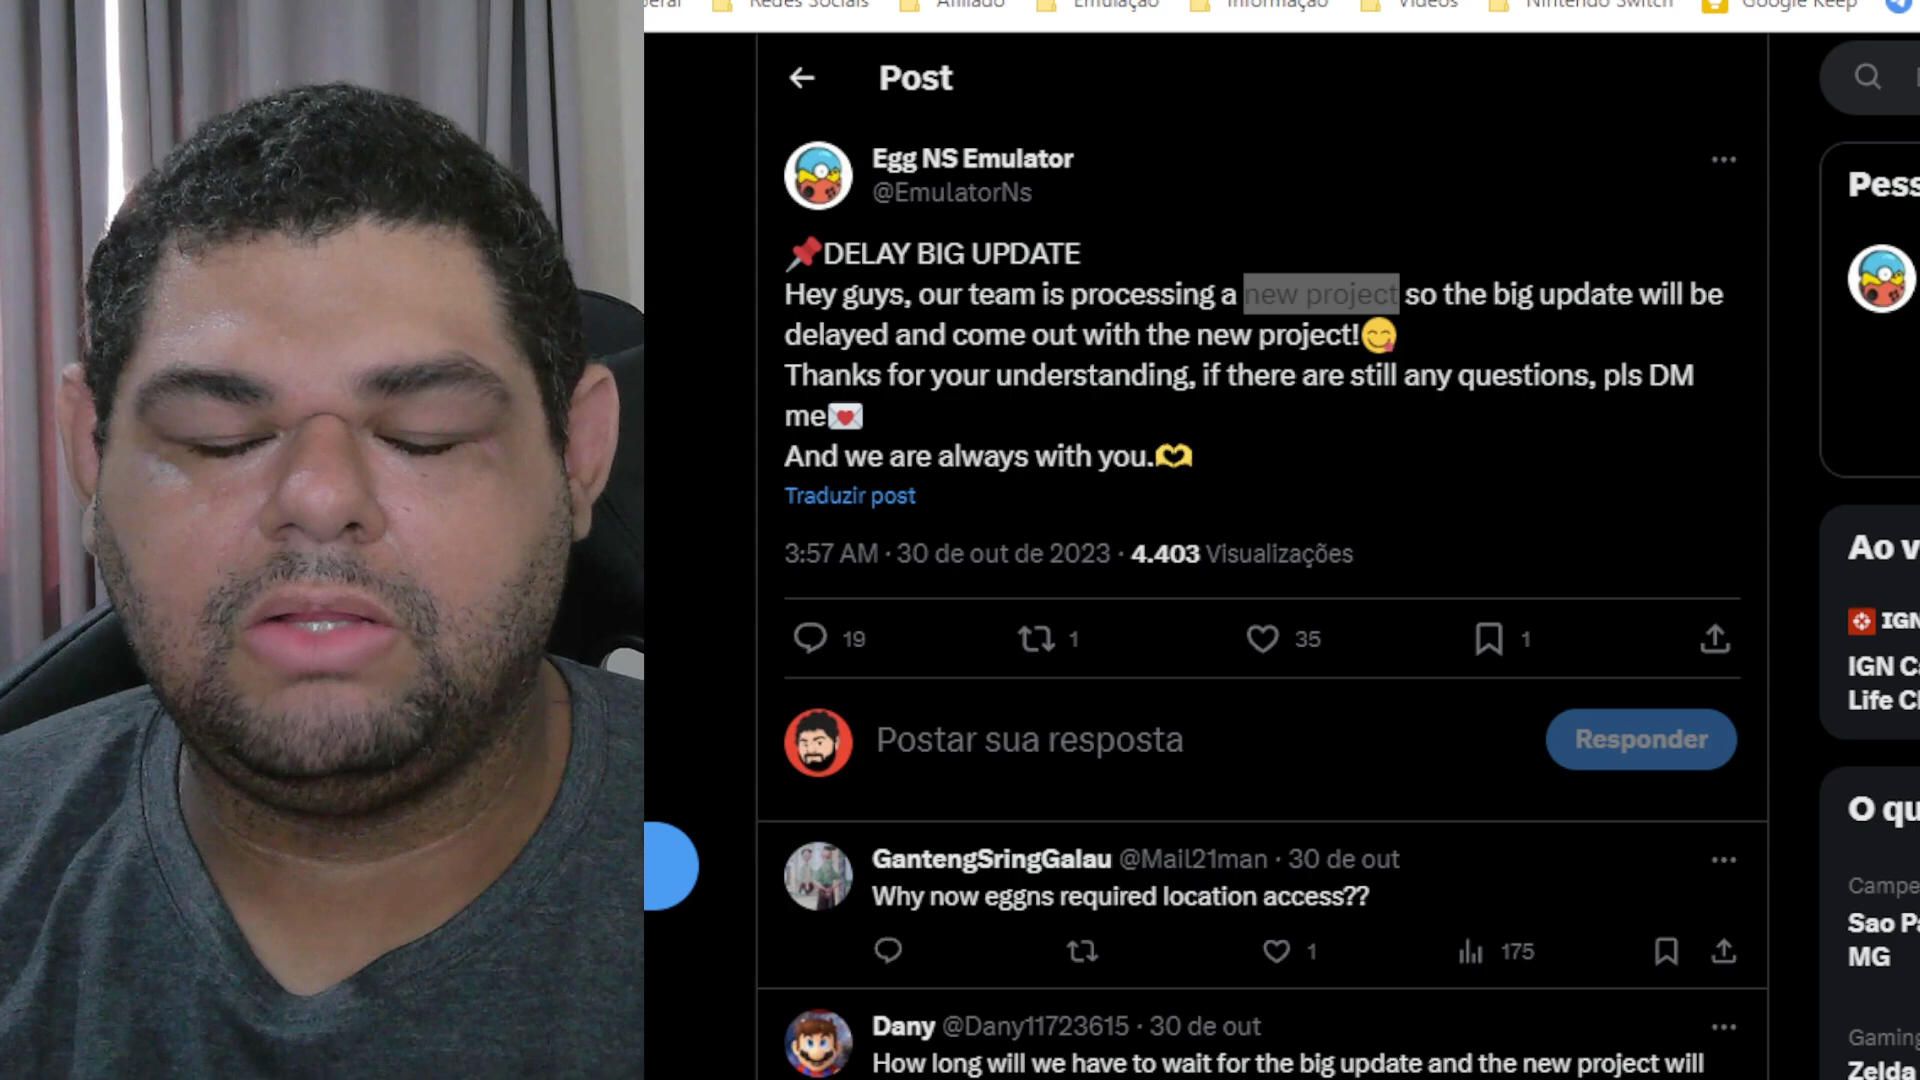 Redes Sociais
Afiliado
Emulação
Informação
Vídeos
Nintendo Switch
Google Keep
Post
Egg NS Emulator
@EmulatorNs
📌DELAY BIG UPDATE
Hey guys, our team is processing a new project so the big update will be
delayed and come out with the new project!😋
Thanks for your understanding, if there are still any questions, pls DM
me💌
And we are always with you.🫶
Traduzir post
3:57 AM · 30 de out de 2023 · 4.403 Visualizações
19 1 35 1
Postar sua resposta
Responder
GantengSringGalau @Mail21man · 30 de out
Why now eggns required location access??
1 175
Dany @Dany11723615 · 30 de out
How long will we have to wait for the big update and the new project will
Pess
Ao v
IGN
IGN Ca
Life Cl
O qu
Campe
Sao Pa
MG
Gaming
Zelda